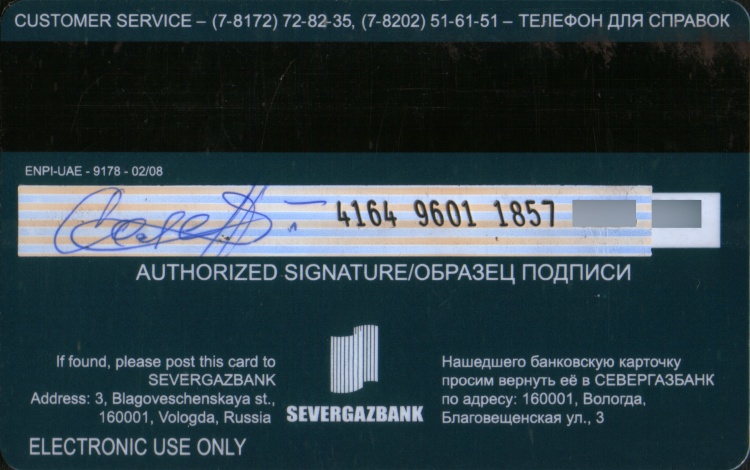 CUSTOMER SERVICE – (7-8172) 72-82-35, (7-8202) 51-61-51 – ТЕЛЕФОН ДЛЯ СПРАВОК
ENPI-UAE - 9178 - 02/08
4164 9601 1857
AUTHORIZED SIGNATURE/ОБРАЗЕЦ ПОДПИСИ
If found, please post this card to
SEVERGAZBANK
Address: 3, Blagoveschenskaya st.,
160001, Vologda, Russia
SEVERGAZBANK
Нашедшего банковскую карточку
просим вернуть её в СЕВЕРГАЗБАНК
по адресу: 160001, Вологда,
Благовещенская ул., 3
ELECTRONIC USE ONLY